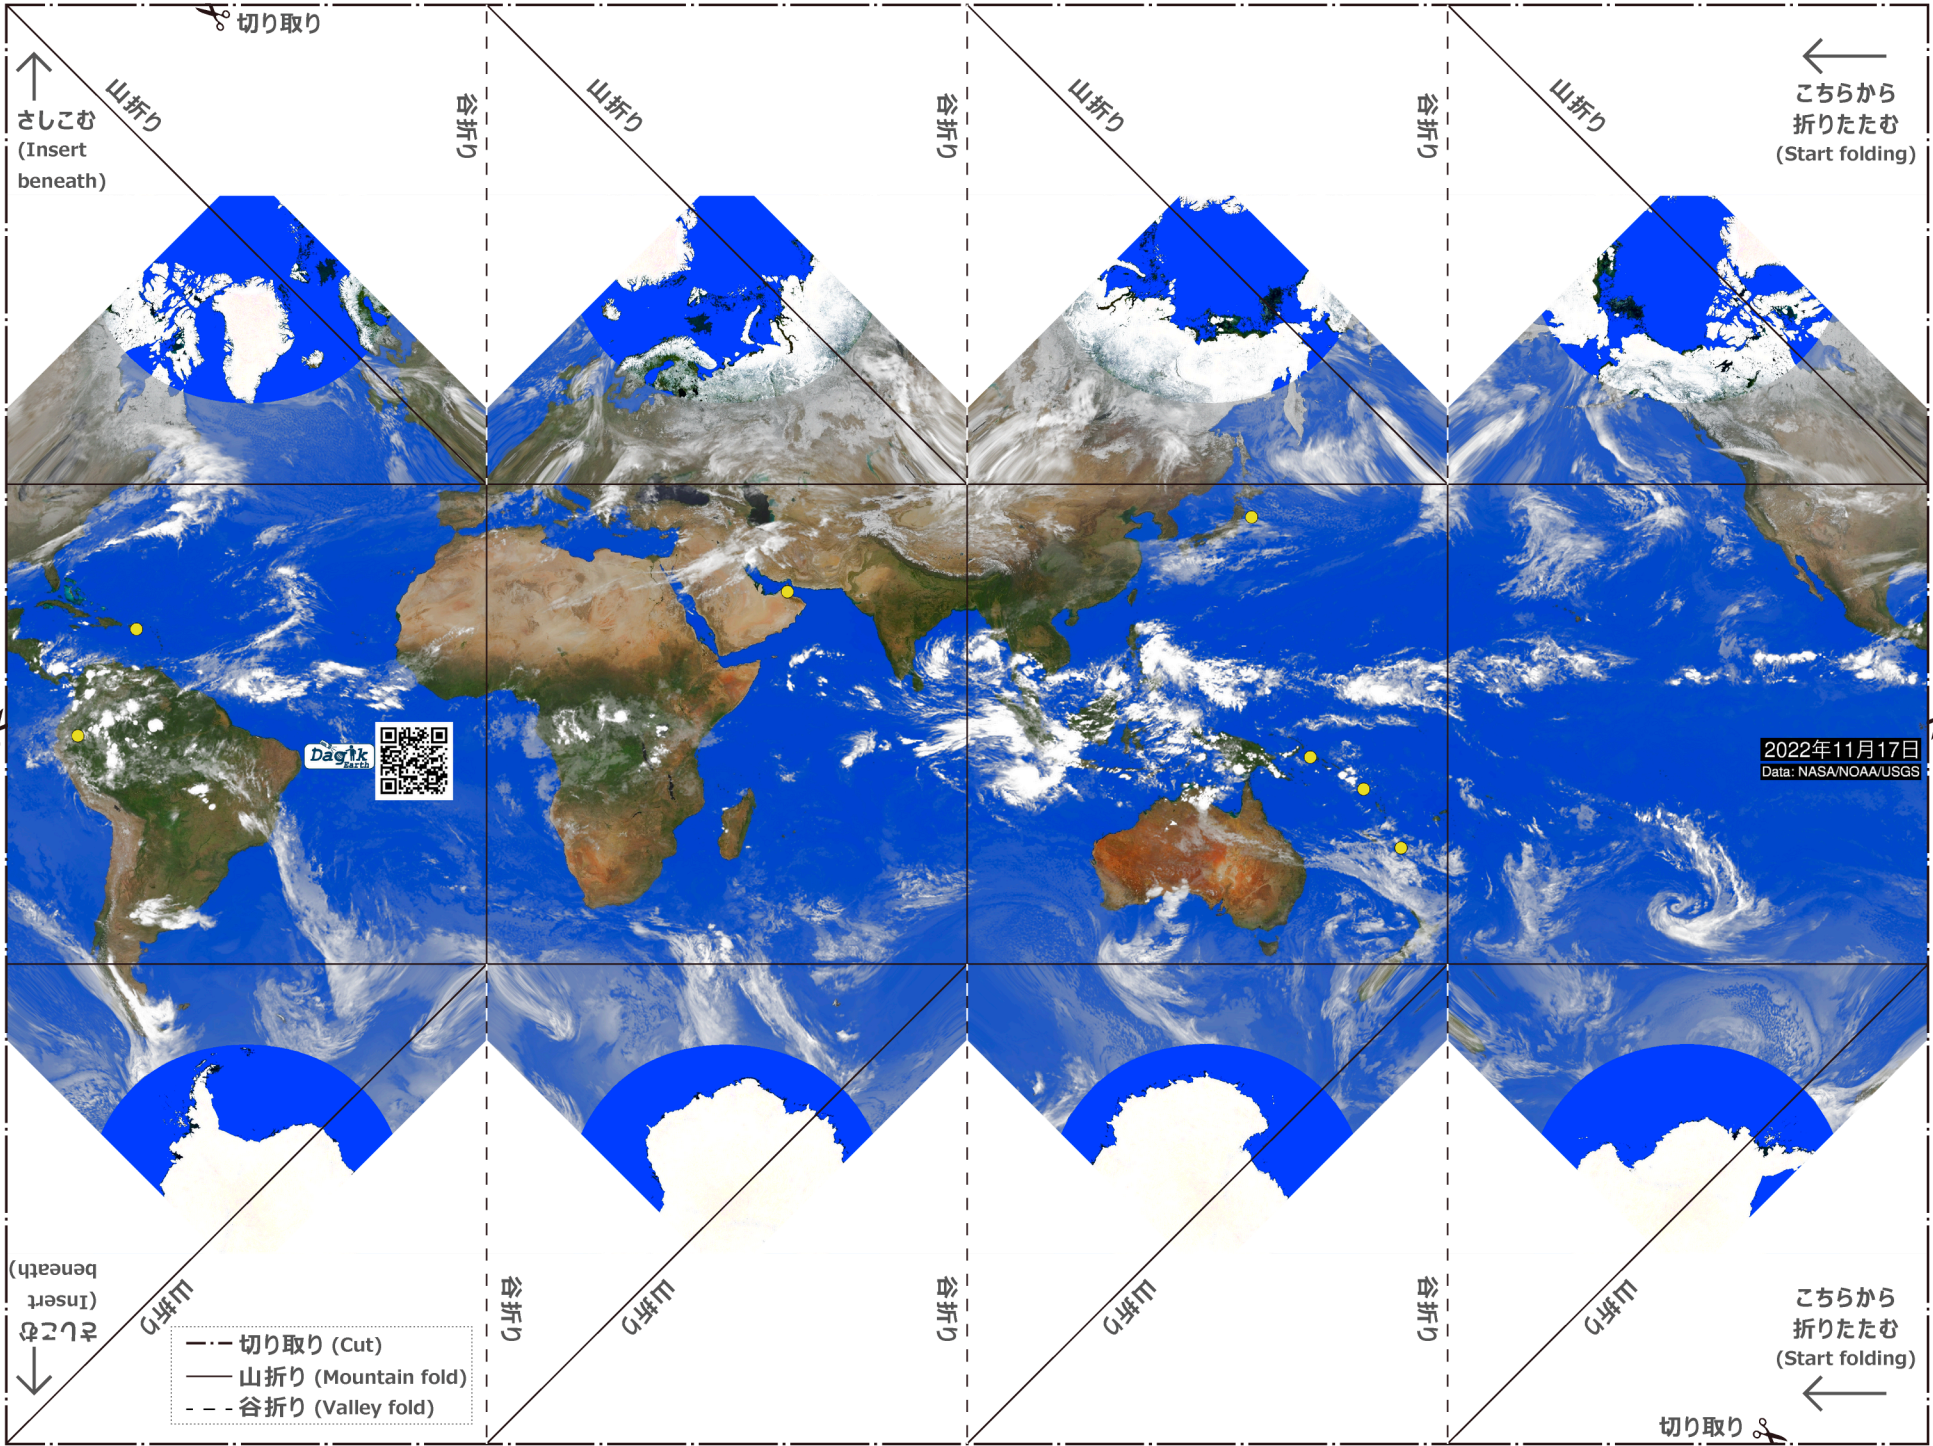 切り取り
山折り
谷折り
山折り
谷折り
山折り
谷折り
山折り
さしこむ
(Insert
beneath)
こちらから
折りたたむ
(Start folding)
Dagik
Earth
2022年11月17日
Data: NASA/NOAA/USGS
さしこむ
(Insert
beneath)
山折り
谷折り
山折り
谷折り
山折り
谷折り
山折り
切り取り (Cut)
山折り (Mountain fold)
谷折り (Valley fold)
こちらから
折りたたむ
(Start folding)
切り取り